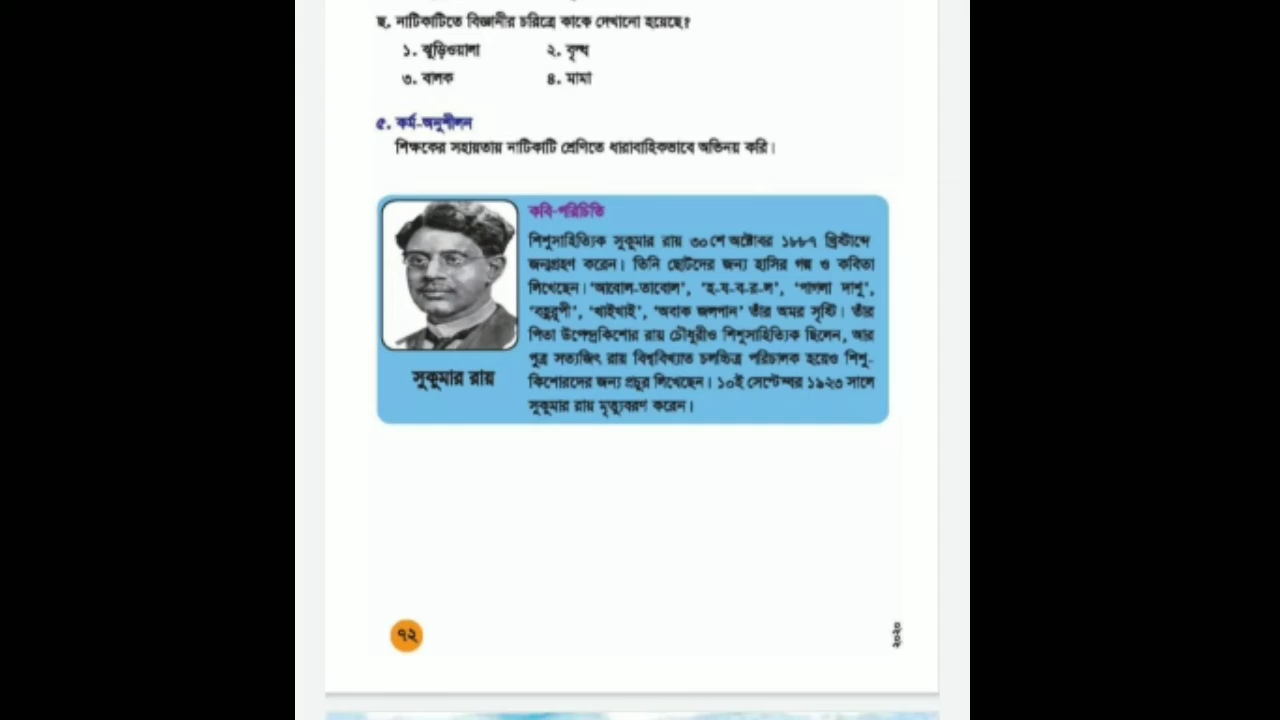 ছ. নাটিকাটিতে বিজ্ঞানীর চরিত্রে কাকে দেখানো হয়েছে?
১. ঝুড়িওয়ালা ২. বৃদ্ধ
৩. বালক ৪. মামা
৫. কর্ম-অনুশীলন
শিক্ষকের সহায়তায় নাটিকাটি শ্রেণিতে ধারাবাহিকভাবে অভিনয় করি।
কবি-পরিচিতি
শিশুসাহিত্যিক সুকুমার রায় ৩০শে অক্টোবর ১৮৮৭ খ্রিস্টাব্দে
জন্মগ্রহণ করেন। তিনি ছোটদের জন্য হাসির গল্প ও কবিতা
লিখেছেন। ‘আবোল-তাবোল’, ‘হ-য-ব-র-ল’, ‘পাগলা দাশু’,
‘বহুরূপী’, ‘খাইখাই’, ‘অবাক জলপান’ তাঁর অমর সৃষ্টি। তাঁর
পিতা উপেন্দ্রকিশোর রায় চৌধুরীও শিশুসাহিত্যিক ছিলেন, আর
পুত্র সত্যজিৎ রায় বিশ্ববিখ্যাত চলচ্চিত্র পরিচালক হয়েও শিশু-
কিশোরদের জন্য প্রচুর লিখেছেন। ১০ই সেপ্টেম্বর ১৯২৩ সালে
সুকুমার রায় মৃত্যুবরণ করেন।
সুকুমার রায়
৭২
২০২০